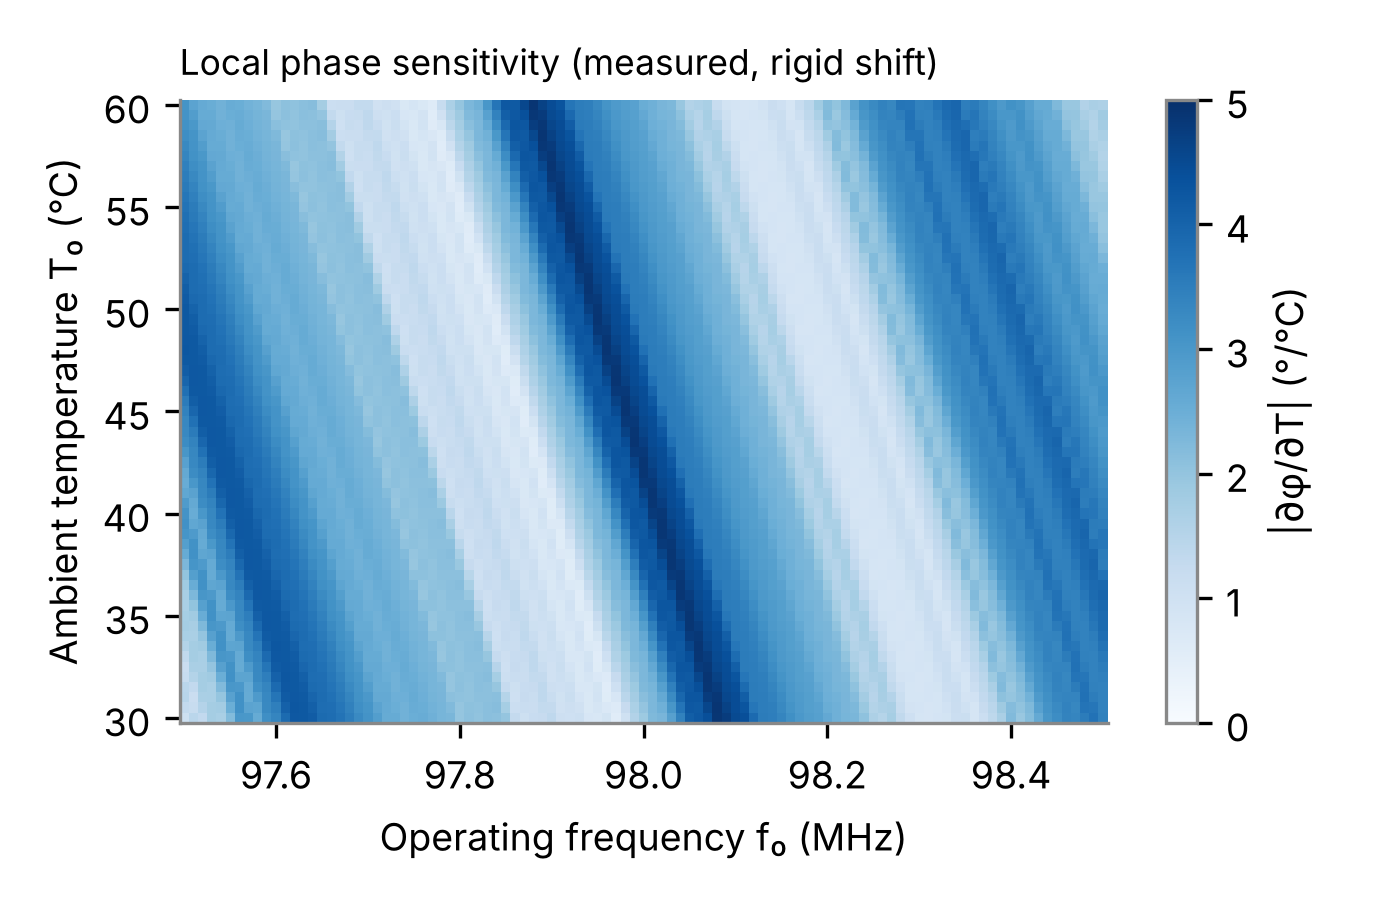 Local phase sensitivity (measured, rigid shift)
60
55
50
45
40
35
30
Ambient temperature Tₒ (°C)
97.6 97.8 98.0 98.2 98.4
Operating frequency fₒ (MHz)
5
4
3
2
1
0
|∂φ/∂T| (°/°C)